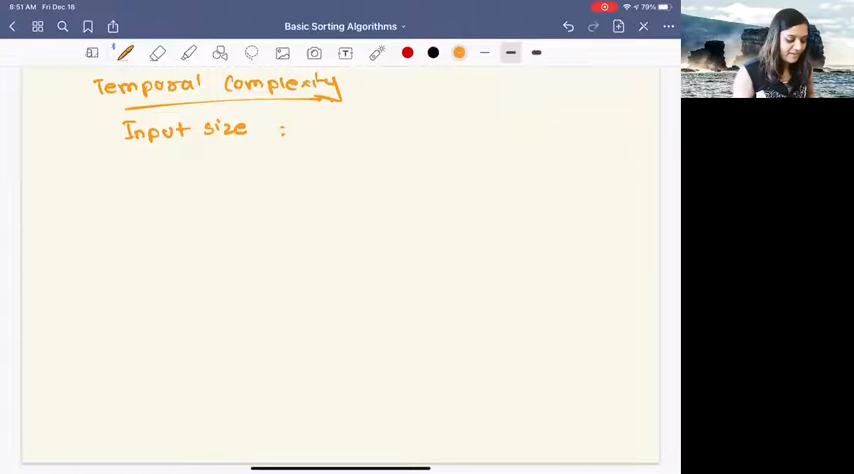 8:51 AM Fri Dec 18
79%
Basic Sorting Algorithms
T
Temporal Complexity
Input size :